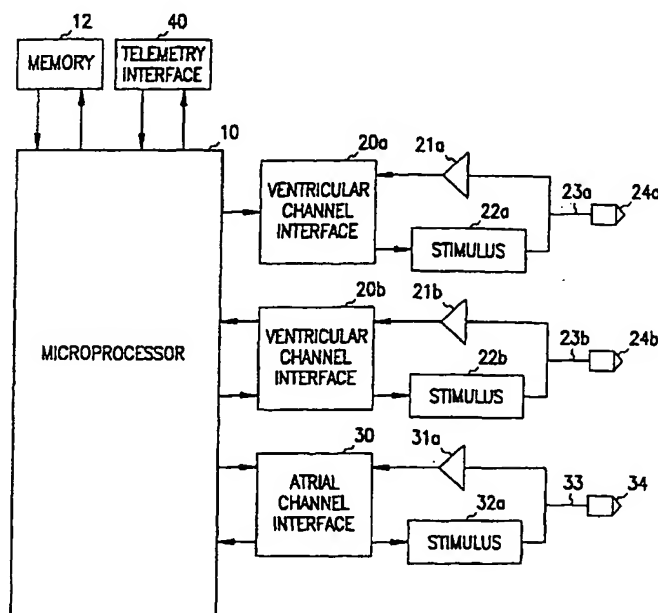 12
40
MEMORY
TELEMETRY
INTERFACE
10
20a
21a
VENTRICULAR
CHANNEL
INTERFACE
22a
STIMULUS
23a
24a
MICROPROCESSOR
20b
21b
VENTRICULAR
CHANNEL
INTERFACE
22b
STIMULUS
23b
24b
30
31a
ATRIAL
CHANNEL
INTERFACE
32a
STIMULUS
33
34